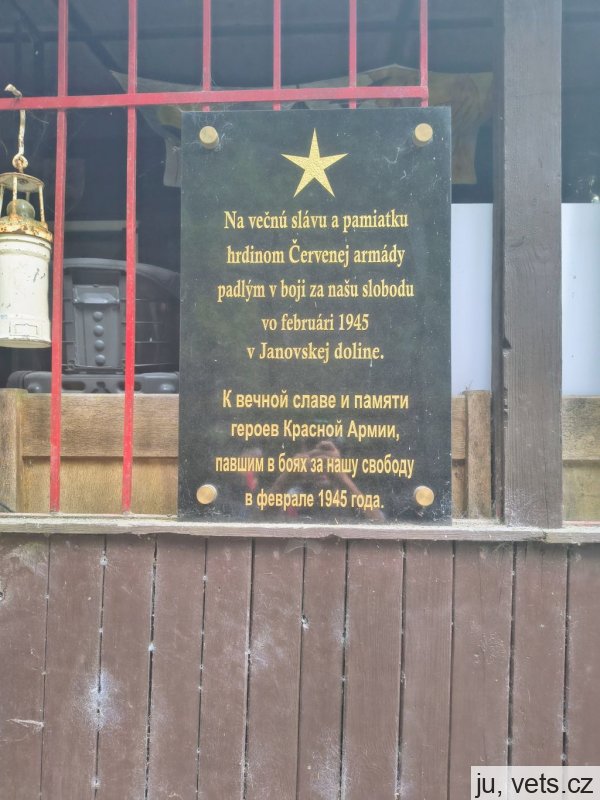 Na večnú slávu a pamiatku
hrdinom Červenej armády
padlým v boji za našu slobodu
vo februári 1945
v Janovskej doline.
К вечной славе и памяти
героев Красной Армии,
павшим в боях за нашу свободу
в феврале 1945 года.
ju, vets.cz